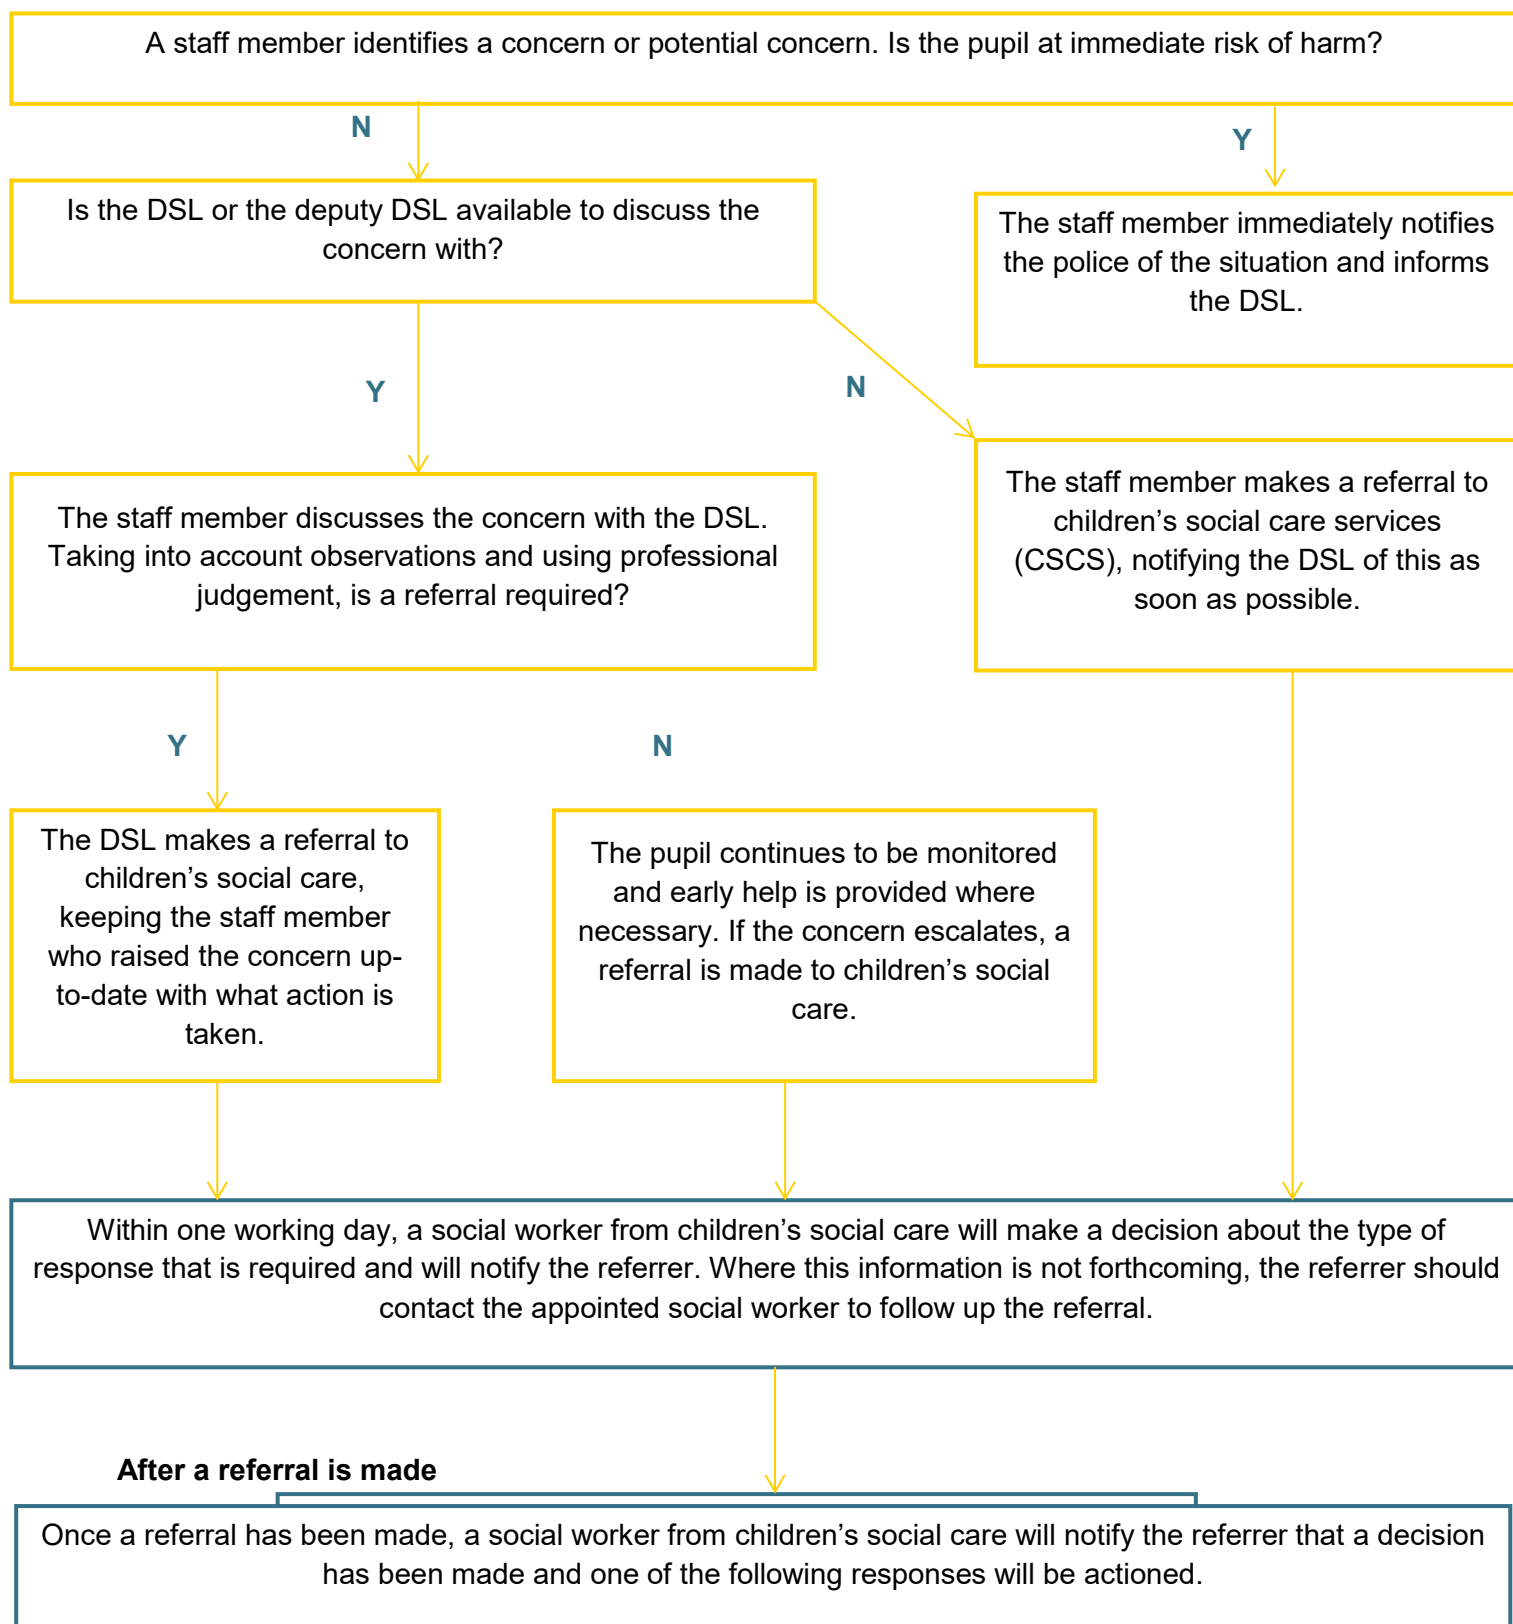 A staff member identifies a concern or potential concern. Is the pupil at immediate risk of harm?
N
Y
Is the DSL or the deputy DSL available to discuss the
concern with?
The staff member immediately notifies
the police of the situation and informs
the DSL.
Y
N
The staff member discusses the concern with the DSL.
Taking into account observations and using professional
judgement, is a referral required?
The staff member makes a referral to
children’s social care services
(CSCS), notifying the DSL of this as
soon as possible.
Y
N
The DSL makes a referral to
children’s social care,
keeping the staff member
who raised the concern up-
to-date with what action is
taken.
The pupil continues to be monitored
and early help is provided where
necessary. If the concern escalates, a
referral is made to children’s social
care.
Within one working day, a social worker from children’s social care will make a decision about the type of
response that is required and will notify the referrer. Where this information is not forthcoming, the referrer should
contact the appointed social worker to follow up the referral.
After a referral is made
Once a referral has been made, a social worker from children’s social care will notify the referrer that a decision
has been made and one of the following responses will be actioned.